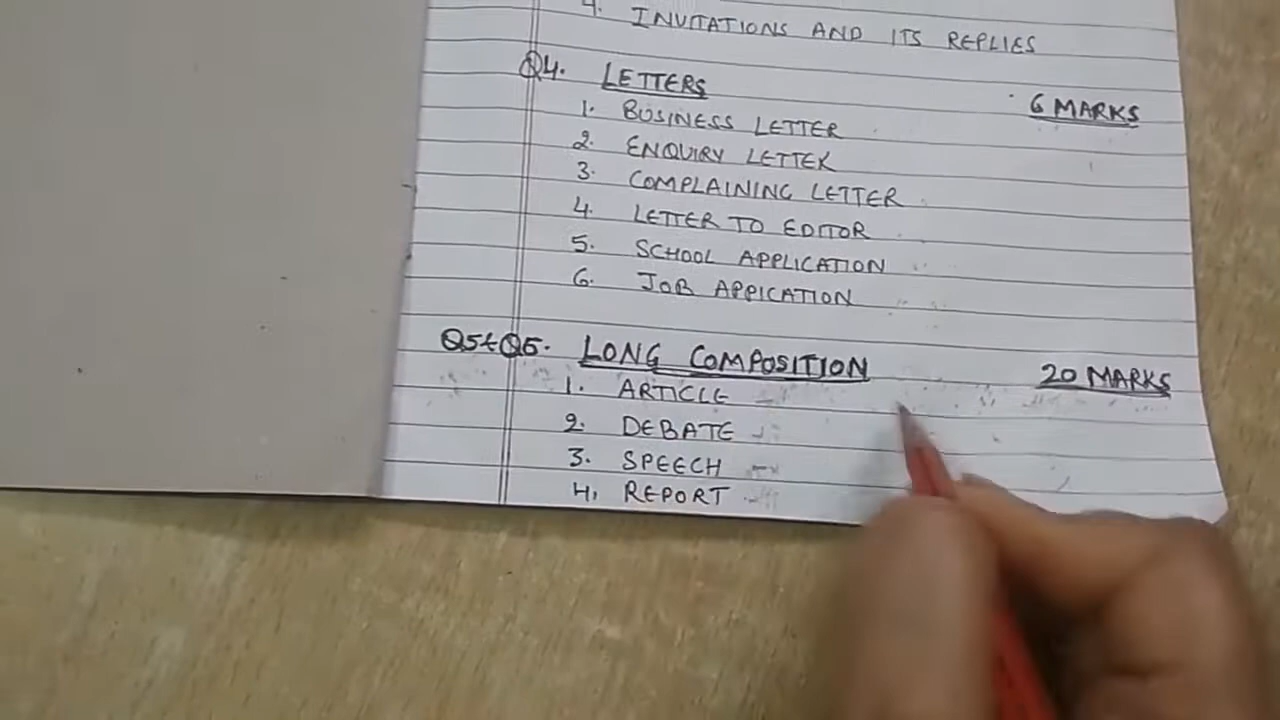 4. INVITATIONS AND ITS REPLIES
Q4. LETTERS 6 MARKS
1. BUSINESS LETTER
2. ENQUIRY LETTER
3. COMPLAINING LETTER
4. LETTER TO EDITOR
5. SCHOOL APPLICATION
6. JOB APPICATION
Q5 & Q6. LONG COMPOSITION 20 MARKS
1. ARTICLE
2. DEBATE
3. SPEECH
4. REPORT